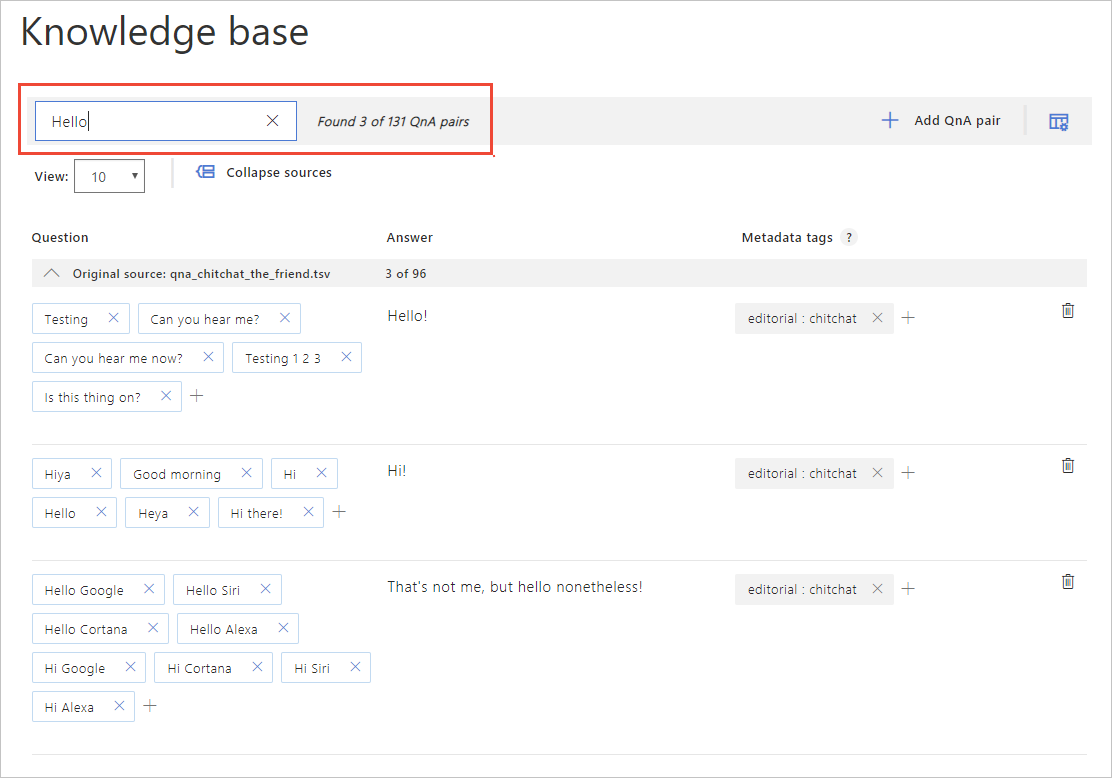 Knowledge base
Hello
Found 3 of 131 QnA pairs
Add QnA pair
View: 10
Collapse sources
Question Answer Metadata tags ?
Original source: qna_chitchat_the_friend.tsv 3 of 96
Testing Can you hear me? Hello! editorial : chitchat
Can you hear me now? Testing 1 2 3
Is this thing on?
Hiya Good morning Hi Hi! editorial : chitchat
Hello Heya Hi there!
Hello Google Hello Siri That's not me, but hello nonetheless! editorial : chitchat
Hello Cortana Hello Alexa
Hi Google Hi Cortana Hi Siri
Hi Alexa